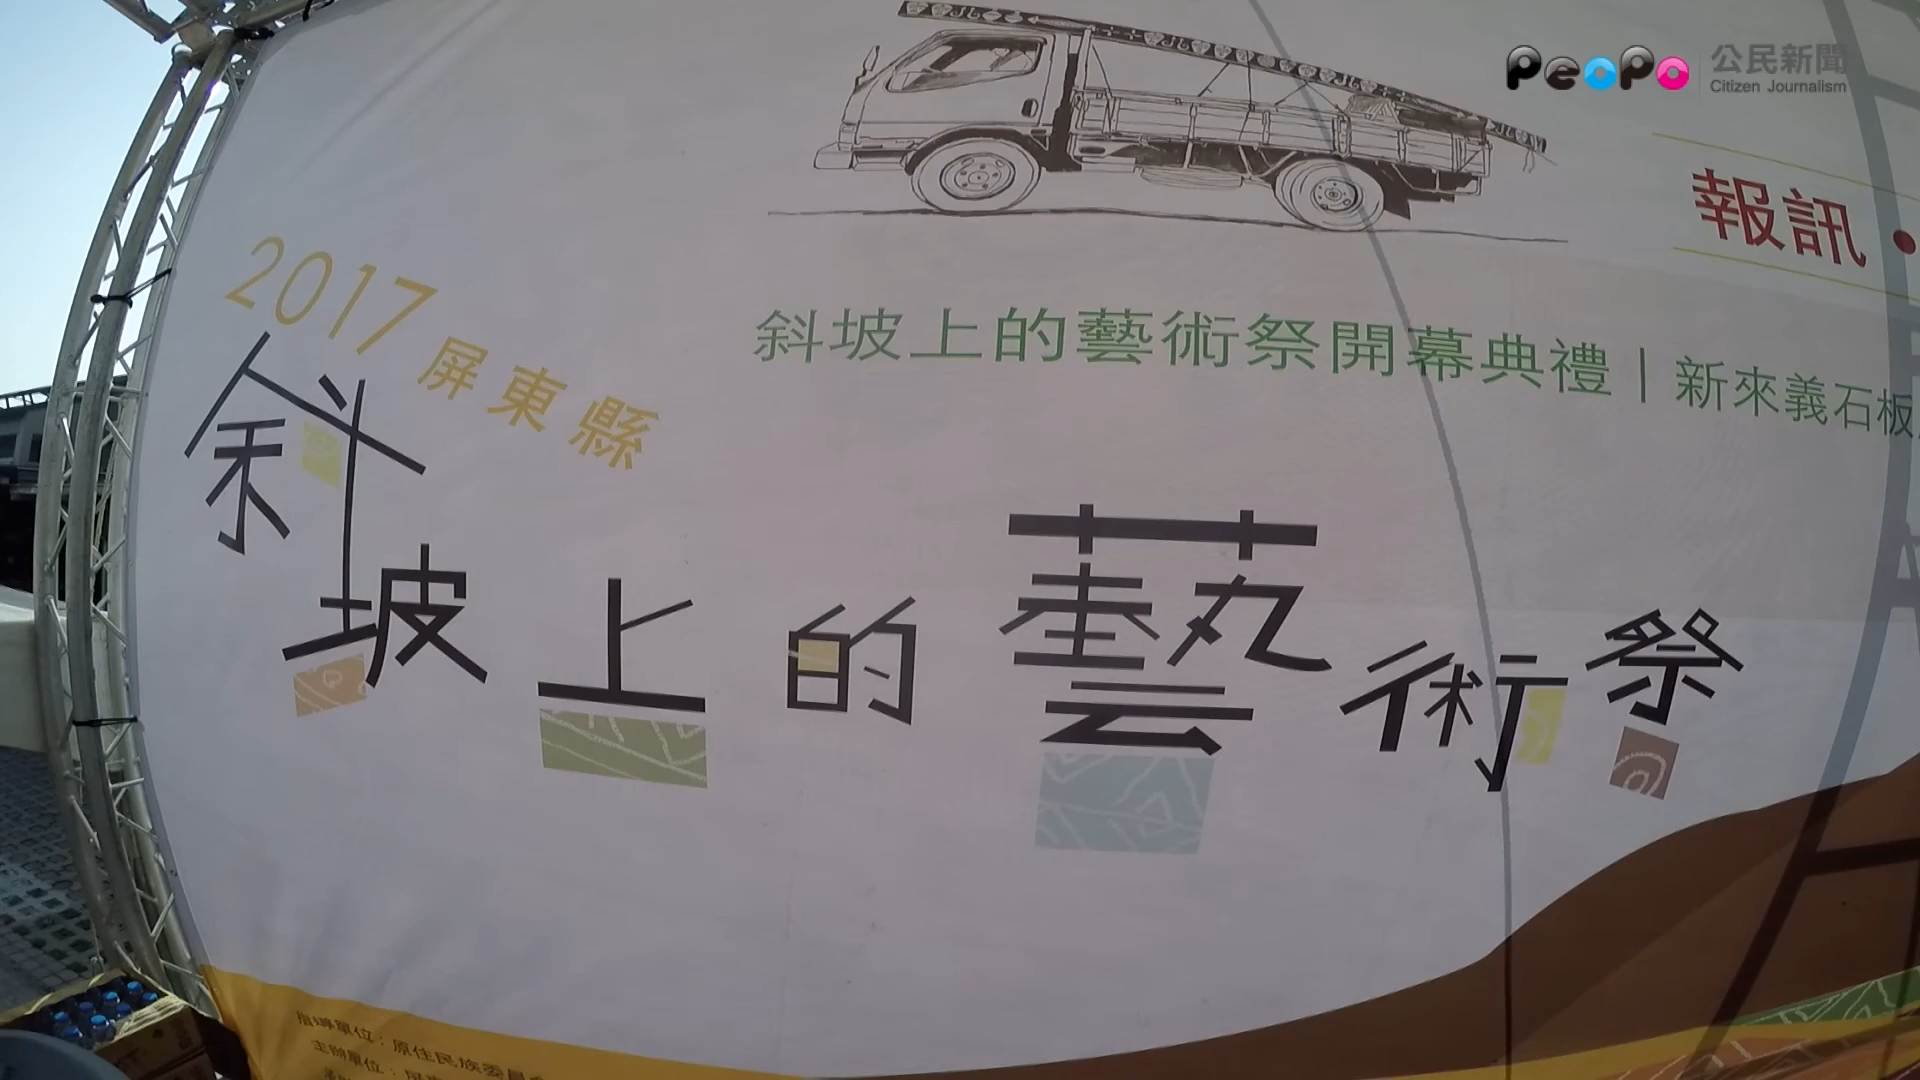 PeoPo 公民新聞
Citizen Journalism
報訊•
2017 屏東縣
斜坡上的藝術祭開幕典禮｜新來義石板
斜坡上的藝術祭
指導單位：原住民族委員會
主辦單位：屏東